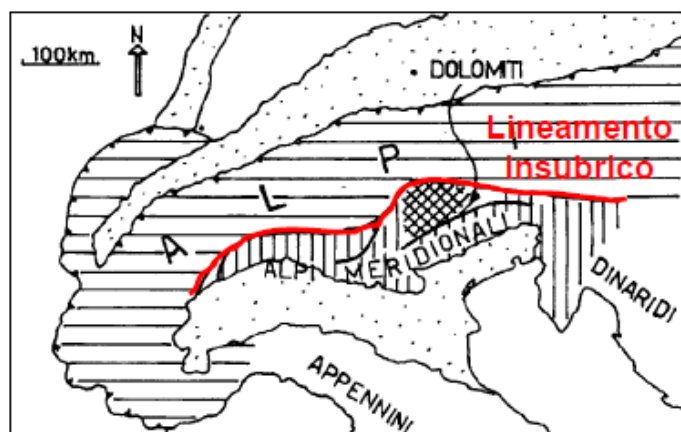 100km
N
DOLOMITI
Lineamento
Insubrico
A L P I
ALPI MERIDIONALI
DINARIDI
APPENNINI